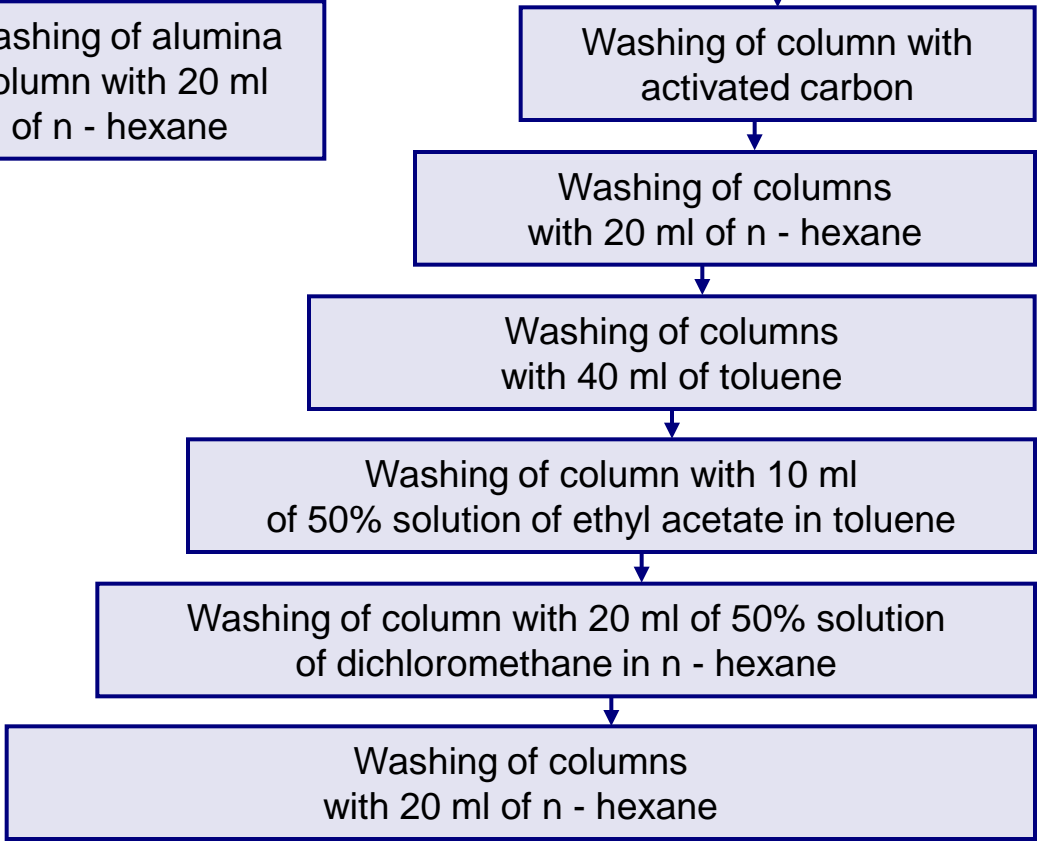 ashing of alumina
olumn with 20 ml
of n - hexane
Washing of column with
activated carbon
Washing of columns
with 20 ml of n - hexane
Washing of columns
with 40 ml of toluene
Washing of column with 10 ml
of 50% solution of ethyl acetate in toluene
Washing of column with 20 ml of 50% solution
of dichloromethane in n - hexane
Washing of columns
with 20 ml of n - hexane